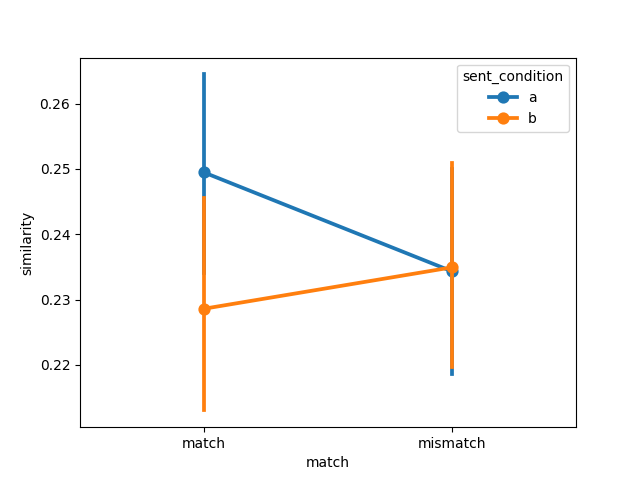 sent_condition
a
b
0.26
0.25
0.24
0.23
0.22
similarity
match
mismatch
match